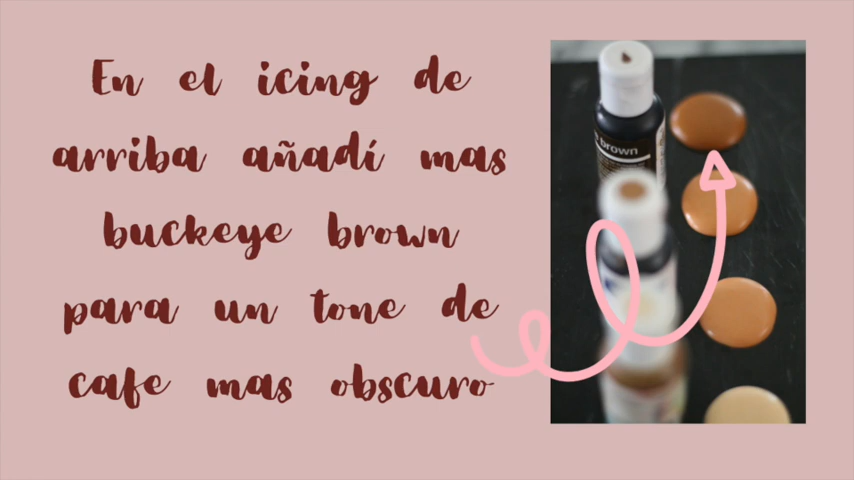 En el icing de
arriba añadí mas
buckeye brown
para un tone de
cafe mas obscuro
brown